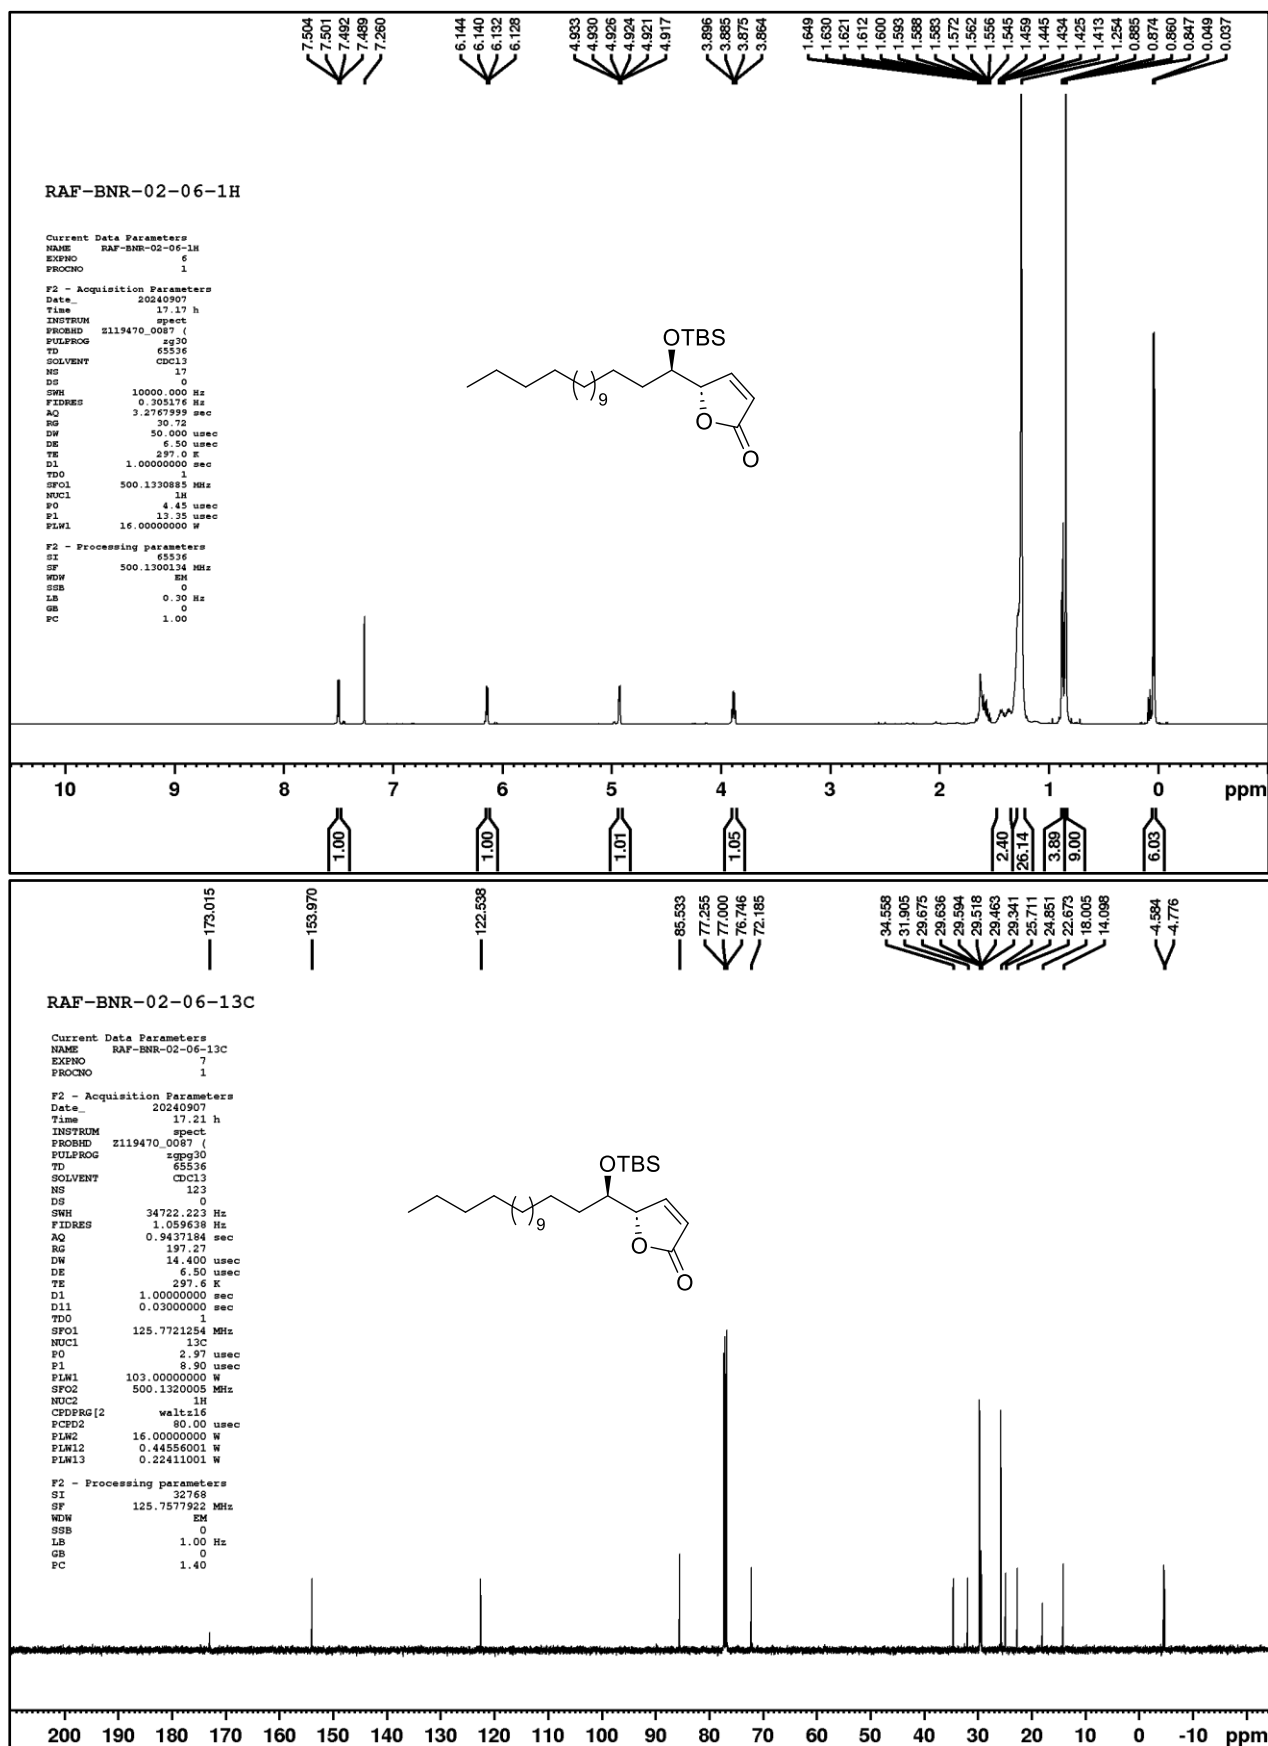 7.504
7.501
7.492
7.489
7.260
6.144
6.140
6.132
6.128
4.933
4.930
4.926
4.924
4.921
4.917
3.896
3.885
3.875
3.864
1.649
1.630
1.621
1.612
1.600
1.593
1.588
1.583
1.572
1.562
1.556
1.545
1.459
1.445
1.434
1.425
1.413
1.254
0.885
0.874
0.860
0.847
0.049
0.037
RAF-BNR-02-06-1H
Current Data Parameters
NAME RAF-BNR-02-06-1H
EXPNO 6
PROCNO 1
F2 - Acquisition Parameters
Date_ 20240907
Time 17.17 h
INSTRUM spect
PROBHD Z119470_0087 (
PULPROG zg30
TD 65536
SOLVENT CDCl3
NS 17
DS 0
SWH 10000.000 Hz
FIDRES 0.305176 Hz
AQ 3.2767999 sec
RG 30.72
DW 50.000 usec
DE 6.50 usec
TE 297.0 K
D1 1.00000000 sec
TD0 1
SFO1 500.1330885 MHz
NUC1 1H
P0 4.45 usec
P1 13.35 usec
PLW1 16.00000000 W
F2 - Processing parameters
SI 65536
SF 500.1300134 MHz
WDW EM
SSB 0
LB 0.30 Hz
GB 0
PC 1.00
OTBS
9
O
O
10 9 8 7 6 5 4 3 2 1 0 ppm
1.00
1.00
1.01
1.05
2.40
26.14
3.89
9.00
6.03
173.015
153.970
122.538
85.533
77.255
77.000
76.746
72.185
34.558
31.905
29.675
29.636
29.594
29.518
29.463
29.341
25.711
24.851
22.673
18.005
14.098
-4.584
-4.776
RAF-BNR-02-06-13C
Current Data Parameters
NAME RAF-BNR-02-06-13C
EXPNO 7
PROCNO 1
F2 - Acquisition Parameters
Date_ 20240907
Time 17.21 h
INSTRUM spect
PROBHD Z119470_0087 (
PULPROG zgpg30
TD 65536
SOLVENT CDCl3
NS 123
DS 0
SWH 34722.223 Hz
FIDRES 1.059638 Hz
AQ 0.9437184 sec
RG 197.27
DW 14.400 usec
DE 6.50 usec
TE 297.6 K
D1 1.00000000 sec
D11 0.03000000 sec
TD0 1
SFO1 125.7721254 MHz
NUC1 13C
P0 2.97 usec
P1 8.90 usec
PLW1 103.00000000 W
SFO2 500.1320005 MHz
NUC2 1H
CPDPRG[2 waltz16
PCPD2 80.00 usec
PLW2 16.00000000 W
PLW12 0.44556001 W
PLW13 0.22411001 W
F2 - Processing parameters
SI 32768
SF 125.7577922 MHz
WDW EM
SSB 0
LB 1.00 Hz
GB 0
PC 1.40
OTBS
9
O
O
200 190 180 170 160 150 140 130 120 110 100 90 80 70 60 50 40 30 20 10 0 -10 ppm